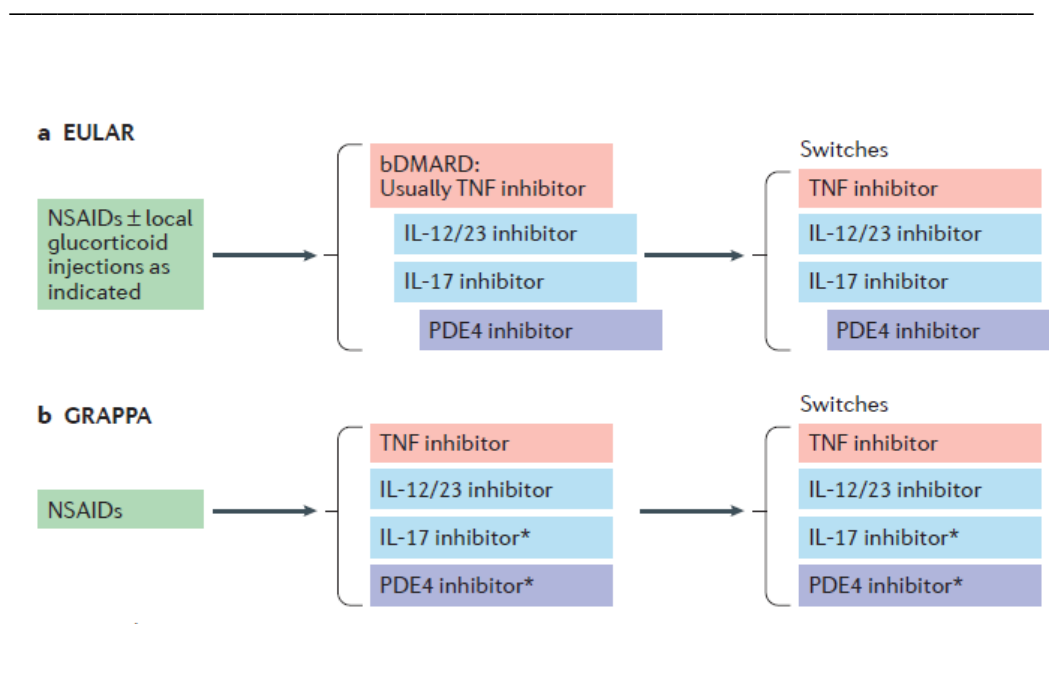 a EULAR
NSAIDs ± local
glucorticoid
injections as
indicated
bDMARD:
Usually TNF inhibitor
IL-12/23 inhibitor
IL-17 inhibitor
PDE4 inhibitor
Switches
TNF inhibitor
IL-12/23 inhibitor
IL-17 inhibitor
PDE4 inhibitor
b GRAPPA
NSAIDs
TNF inhibitor
IL-12/23 inhibitor
IL-17 inhibitor*
PDE4 inhibitor*
Switches
TNF inhibitor
IL-12/23 inhibitor
IL-17 inhibitor*
PDE4 inhibitor*